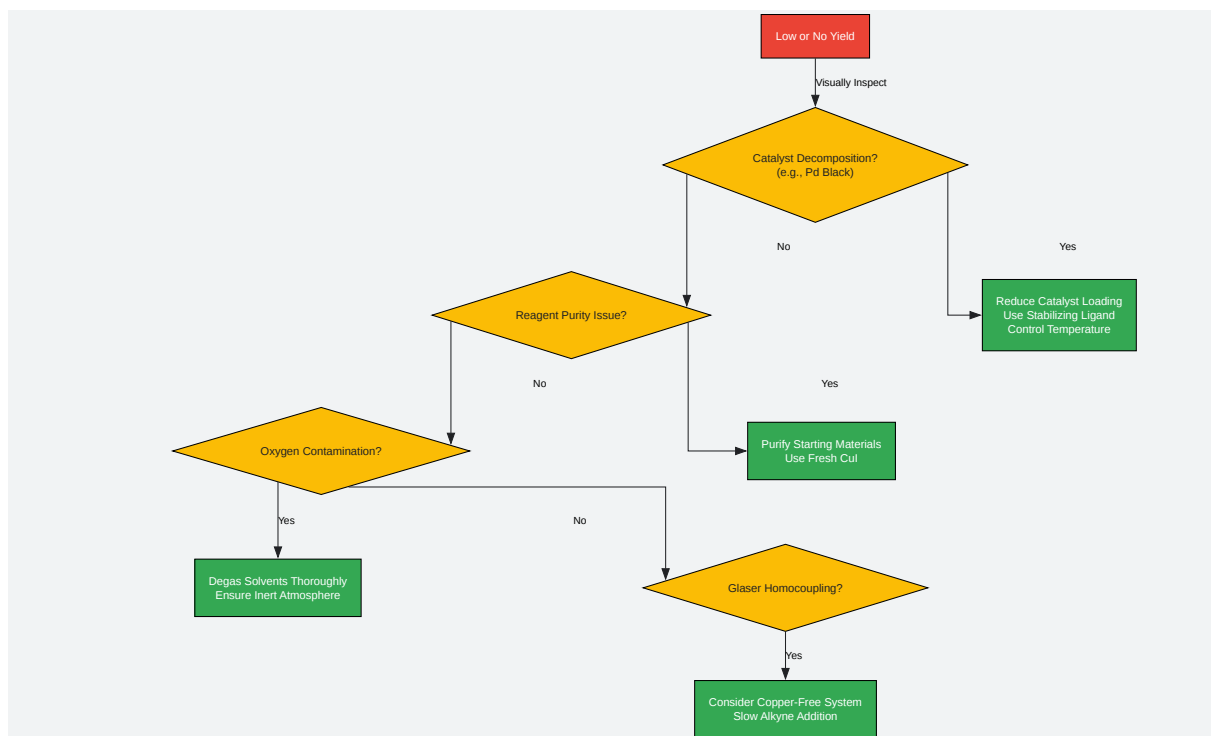 Low or No Yield
Visually Inspect
Catalyst Decomposition?
(e.g., Pd Black)
No
Yes
Reagent Purity Issue?
Reduce Catalyst Loading
Use Stabilizing Ligand
Control Temperature
No
Yes
Oxygen Contamination?
Purify Starting Materials
Use Fresh CuI
Yes
No
Degas Solvents Thoroughly
Ensure Inert Atmosphere
Glaser Homocoupling?
Yes
Consider Copper-Free System
Slow Alkyne Addition